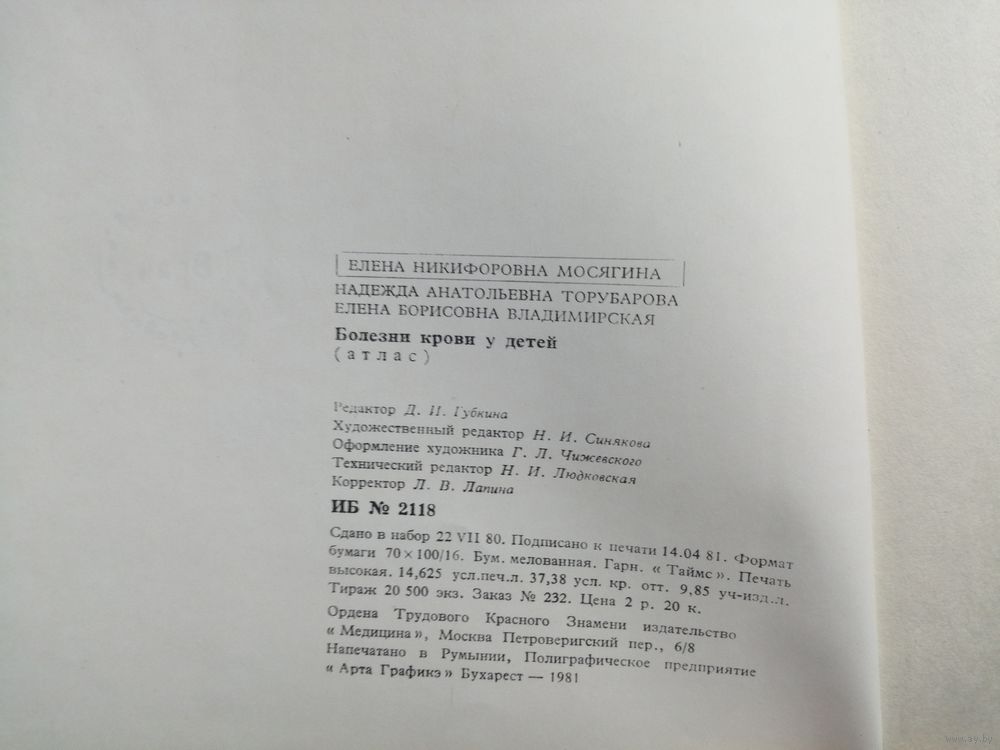 ЕЛЕНА НИКИФОРОВНА МОСЯГИНА
НАДЕЖДА АНАТОЛЬЕВНА ТОРУБАРОВА
ЕЛЕНА БОРИСОВНА ВЛАДИМИРСКАЯ
Болезни крови у детей
(атлас)
Редактор Д. И. Губкина
Художественный редактор Н. И. Синякова
Оформление художника Г. Л. Чижевского
Технический редактор Н. И. Людковская
Корректор Л. В. Лапина
ИБ № 2118
Сдано в набор 22 VII 80. Подписано к печати 14.04 81. Формат
бумаги 70×100/16. Бум. мелованная. Гарн. «Таймс». Печать
высокая. 14,625 усл.печ.л. 37,38 усл. кр. отт. 9,85 уч-изд.л.
Тираж 20 500 экз. Заказ № 232. Цена 2 р. 20 к.
Ордена Трудового Красного Знамени издательство
«Медицина», Москва Петроверигский пер., 6/8
Напечатано в Румынии, Полиграфическое предприятие
«Арта Графикэ» Бухарест — 1981
www.ay.by